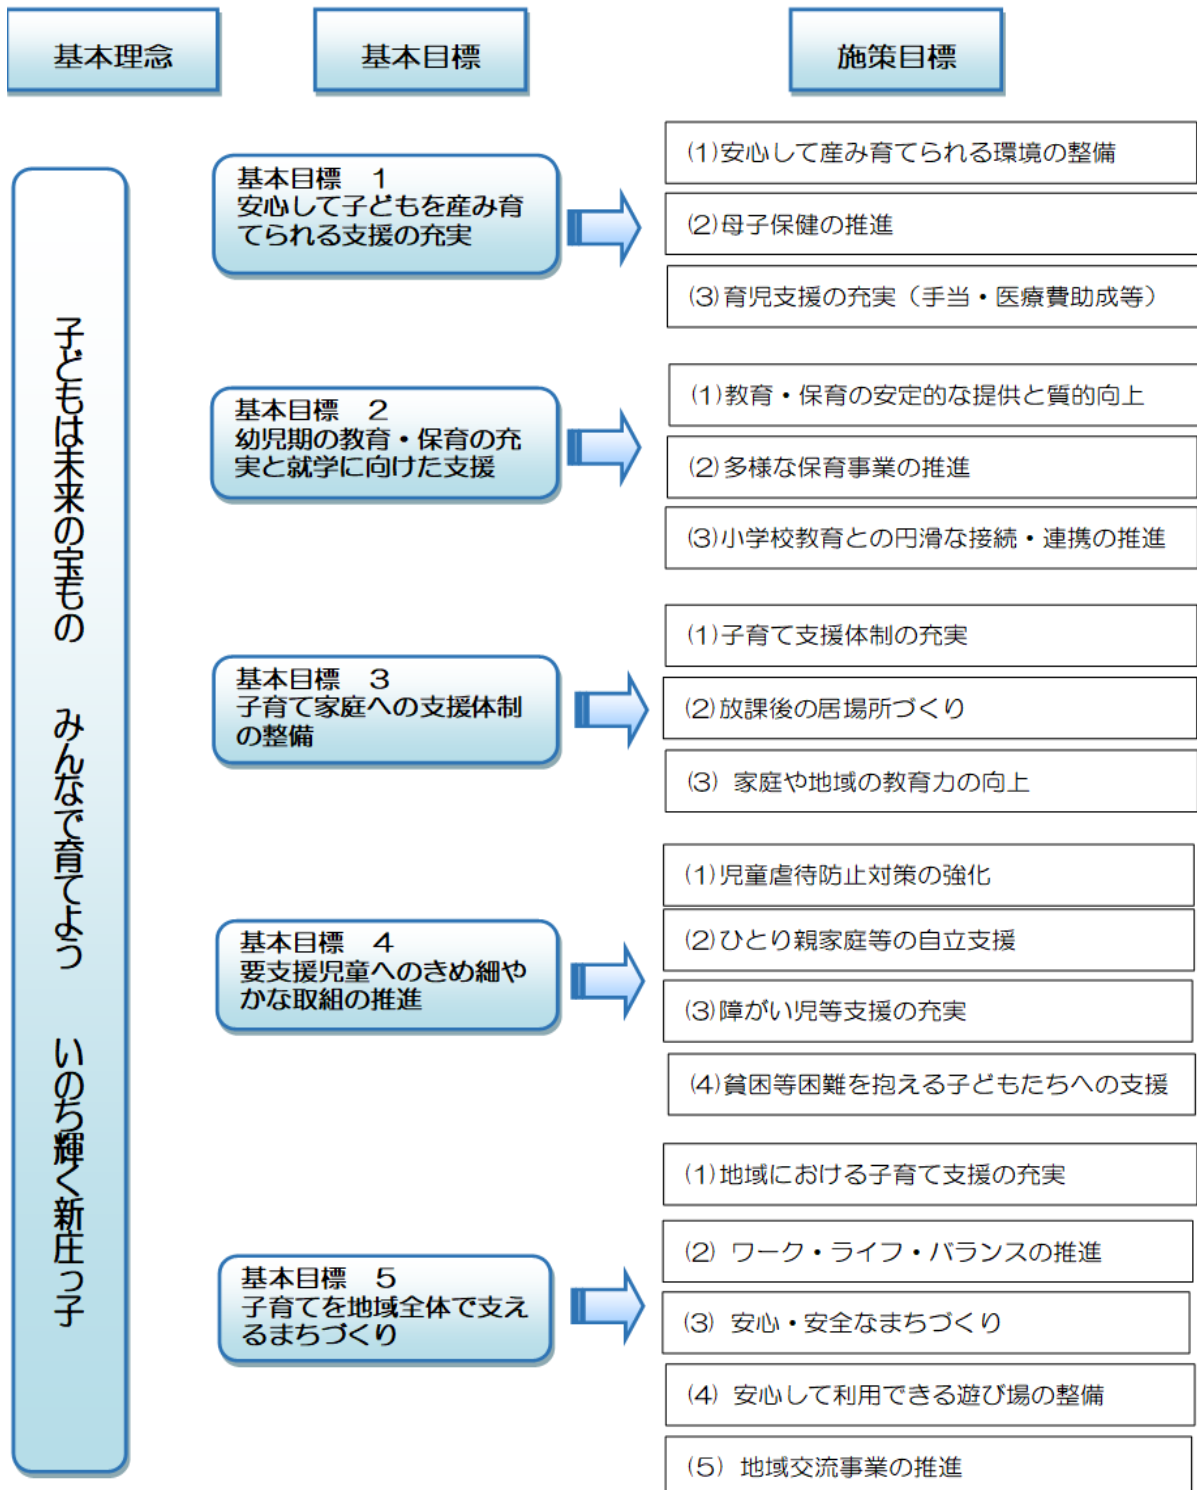 基本理念
基本目標
施策目標
子どもは未来の宝もの　みんなで育てよう　いのち輝く新庄っ子
基本目標　1
安心して子どもを産み育
てられる支援の充実
(1)安心して産み育てられる環境の整備
(2)母子保健の推進
(3)育児支援の充実（手当・医療費助成等）
基本目標　2
幼児期の教育・保育の充
実と就学に向けた支援
(1)教育・保育の安定的な提供と質的向上
(2)多様な保育事業の推進
(3)小学校教育との円滑な接続・連携の推進
基本目標　3
子育て家庭への支援体制
の整備
(1)子育て支援体制の充実
(2)放課後の居場所づくり
(3) 家庭や地域の教育力の向上
基本目標　4
要支援児童へのきめ細や
かな取組の推進
(1)児童虐待防止対策の強化
(2)ひとり親家庭等の自立支援
(3)障がい児等支援の充実
(4)貧困等困難を抱える子どもたちへの支援
基本目標　5
子育てを地域全体で支え
るまちづくり
(1)地域における子育て支援の充実
(2) ワーク・ライフ・バランスの推進
(3) 安心・安全なまちづくり
(4) 安心して利用できる遊び場の整備
(5) 地域交流事業の推進